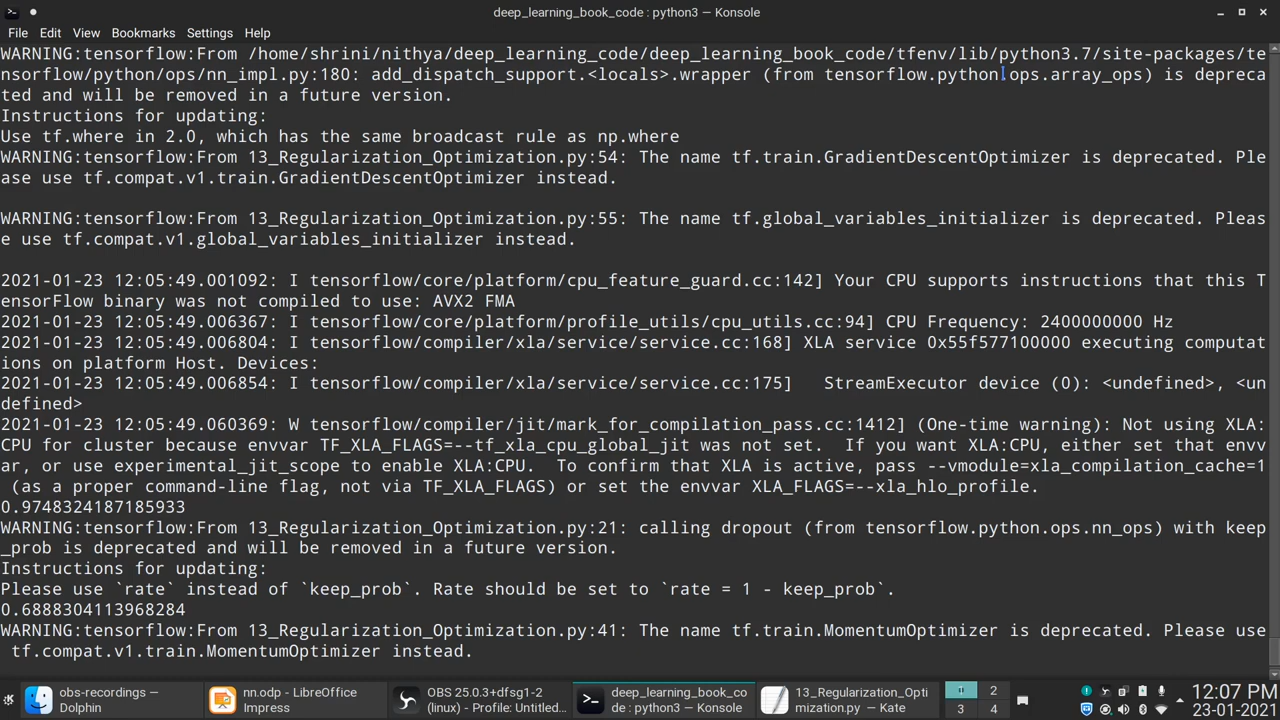 deep_learning_book_code : python3 — Konsole
File Edit View Bookmarks Settings Help
WARNING:tensorflow:From /home/shrini/nithya/deep_learning_code/deep_learning_book_code/tfenv/lib/python3.7/site-packages/te
nsorflow/python/ops/nn_impl.py:180: add_dispatch_support.<locals>.wrapper (from tensorflow.python.ops.array_ops) is depreca
ted and will be removed in a future version.
Instructions for updating:
Use tf.where in 2.0, which has the same broadcast rule as np.where
WARNING:tensorflow:From 13_Regularization_Optimization.py:54: The name tf.train.GradientDescentOptimizer is deprecated. Ple
ase use tf.compat.v1.train.GradientDescentOptimizer instead.
WARNING:tensorflow:From 13_Regularization_Optimization.py:55: The name tf.global_variables_initializer is deprecated. Pleas
e use tf.compat.v1.global_variables_initializer instead.
2021-01-23 12:05:49.001092: I tensorflow/core/platform/cpu_feature_guard.cc:142] Your CPU supports instructions that this T
ensorFlow binary was not compiled to use: AVX2 FMA
2021-01-23 12:05:49.006367: I tensorflow/core/platform/profile_utils/cpu_utils.cc:94] CPU Frequency: 2400000000 Hz
2021-01-23 12:05:49.006804: I tensorflow/compiler/xla/service/service.cc:168] XLA service 0x55f577100000 executing computat
ions on platform Host. Devices:
2021-01-23 12:05:49.006854: I tensorflow/compiler/xla/service/service.cc:175]   StreamExecutor device (0): <undefined>, <un
defined>
2021-01-23 12:05:49.060369: W tensorflow/compiler/jit/mark_for_compilation_pass.cc:1412] (One-time warning): Not using XLA:
CPU for cluster because envvar TF_XLA_FLAGS=--tf_xla_cpu_global_jit was not set.  If you want XLA:CPU, either set that envv
ar, or use experimental_jit_scope to enable XLA:CPU.  To confirm that XLA is active, pass --vmodule=xla_compilation_cache=1
(as a proper command-line flag, not via TF_XLA_FLAGS) or set the envvar XLA_FLAGS=--xla_hlo_profile.
0.9748324187185933
WARNING:tensorflow:From 13_Regularization_Optimization.py:21: calling dropout (from tensorflow.python.ops.nn_ops) with keep
_prob is deprecated and will be removed in a future version.
Instructions for updating:
Please use `rate` instead of `keep_prob`. Rate should be set to `rate = 1 - keep_prob`.
0.6888304113968284
WARNING:tensorflow:From 13_Regularization_Optimization.py:41: The name tf.train.MomentumOptimizer is deprecated. Please use
tf.compat.v1.train.MomentumOptimizer instead.
obs-recordings —
Dolphin
nn.odp - LibreOffice
Impress
OBS 25.0.3+dfsg1-2
(linux) - Profile: Untitled...
deep_learning_book_co
de : python3 — Konsole
13_Regularization_Opti
mization.py — Kate
2
3 4
12:07 PM
23-01-2021